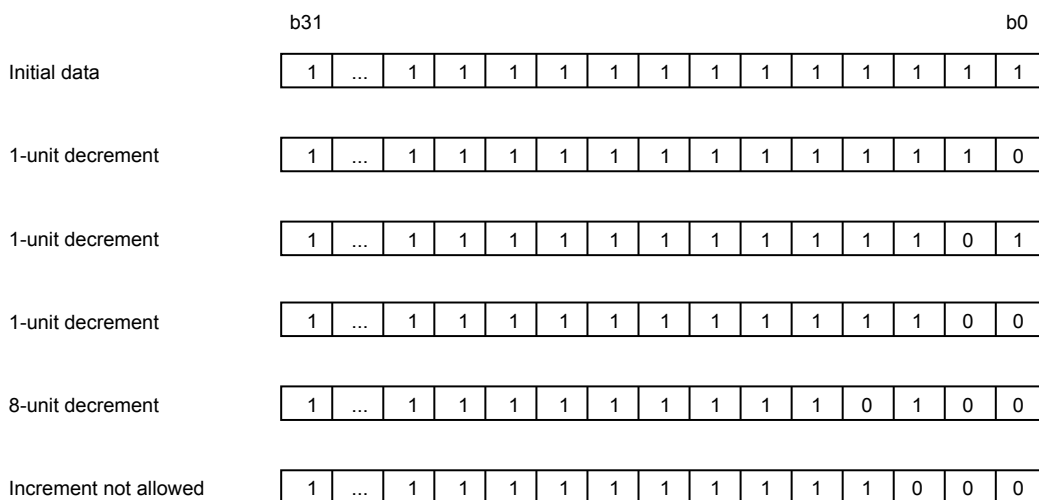 b31 b0
Initial data 1 ... 1 1 1 1 1 1 1 1 1 1 1 1 1
1-unit decrement 1 ... 1 1 1 1 1 1 1 1 1 1 1 1 0
1-unit decrement 1 ... 1 1 1 1 1 1 1 1 1 1 1 0 1
1-unit decrement 1 ... 1 1 1 1 1 1 1 1 1 1 1 0 0
8-unit decrement 1 ... 1 1 1 1 1 1 1 1 1 0 1 0 0
Increment not allowed 1 ... 1 1 1 1 1 1 1 1 1 1 0 0 0